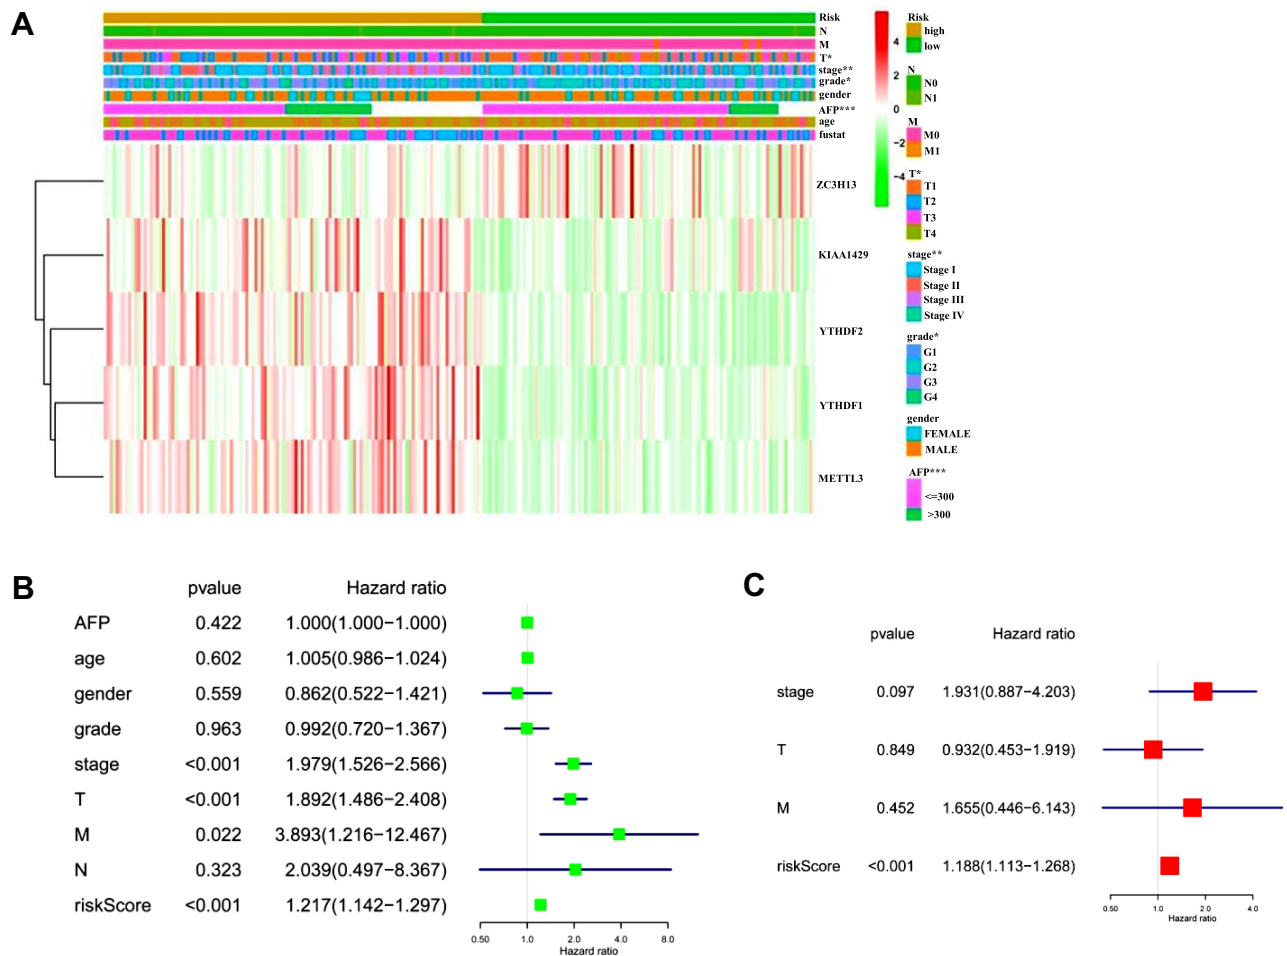 A
Risk
N
M
T*
stage**
grade*
gender
AFP***
age
fustat
ZC3H13
KIAA1429
YTHDF2
YTHDF1
METTL3
4
2
0
−2
−4
Risk
high
low
N
N0
N1
M
M0
M1
T*
T1
T2
T3
T4
stage**
Stage I
Stage II
Stage III
Stage IV
grade*
G1
G2
G3
G4
gender
FEMALE
MALE
AFP***
<=300
>300
B
pvalue Hazard ratio
AFP 0.422 1.000(1.000−1.000)
age 0.602 1.005(0.986−1.024)
gender 0.559 0.862(0.522−1.421)
grade 0.963 0.992(0.720−1.367)
stage <0.001 1.979(1.526−2.566)
T <0.001 1.892(1.486−2.408)
M 0.022 3.893(1.216−12.467)
N 0.323 2.039(0.497−8.367)
riskScore <0.001 1.217(1.142−1.297)
0.50 1.0 2.0 4.0 8.0
Hazard ratio
C
pvalue Hazard ratio
stage 0.097 1.931(0.887−4.203)
T 0.849 0.932(0.453−1.919)
M 0.452 1.655(0.446−6.143)
riskScore <0.001 1.188(1.113−1.268)
0.50 1.0 2.0 4.0
Hazard ratio